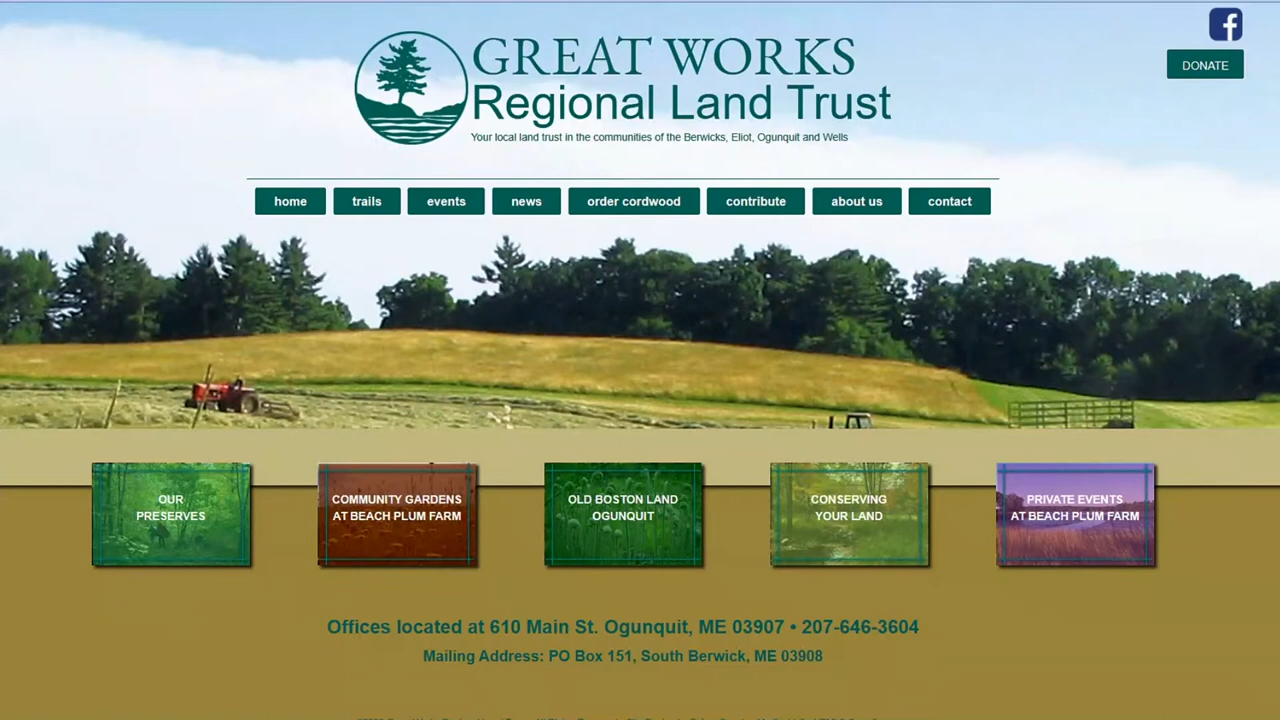 GREAT WORKS
Regional Land Trust
Your local land trust in the communities of the Berwicks, Eliot, Ogunquit and Wells
DONATE
home trails events news order cordwood contribute about us contact
OUR
PRESERVES
COMMUNITY GARDENS
AT BEACH PLUM FARM
OLD BOSTON LAND
OGUNQUIT
CONSERVING
YOUR LAND
PRIVATE EVENTS
AT BEACH PLUM FARM
Offices located at 610 Main St. Ogunquit, ME 03907 • 207-646-3604
Mailing Address: PO Box 151, South Berwick, ME 03908